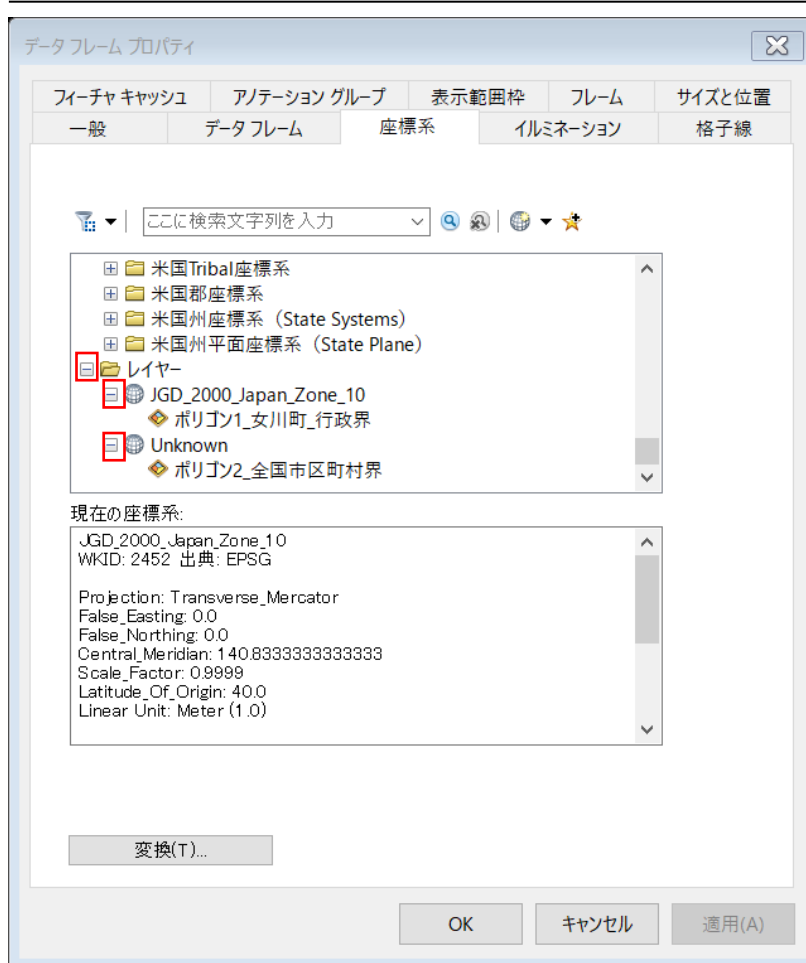 データ フレーム プロパティ
フィーチャ キャッシュ アノテーション グループ 表示範囲枠 フレーム サイズと位置
一般 データ フレーム 座標系 イルミネーション 格子線
ここに検索文字列を入力
米国Tribal座標系
米国郡座標系
米国州座標系（State Systems）
米国州平面座標系（State Plane）
レイヤー
JGD_2000_Japan_Zone_10
ポリゴン1_女川町_行政界
Unknown
ポリゴン2_全国市区町村界
現在の座標系:
JGD_2000_Japan_Zone_10
WKID: 2452 出典: EPSG
Projection: Transverse_Mercator
False_Easting: 0.0
False_Northing: 0.0
Central_Meridian: 140.8333333333333
Scale_Factor: 0.9999
Latitude_Of_Origin: 40.0
Linear Unit: Meter (1.0)
変換(T)...
OK キャンセル 適用(A)